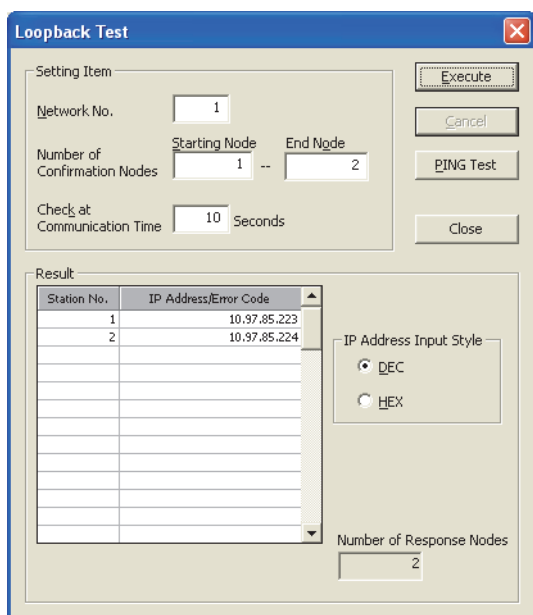 Loopback Test
Setting Item
Execute
Network No.
1
Cancel
Starting Node
End Node
Number of
Confirmation Nodes
1
--
2
PING Test
Check at
Communication Time
10
Seconds
Close
Result
Station No.
IP Address/Error Code
1
10.97.85.223
2
10.97.85.224
IP Address Input Style
DEC
HEX
Number of Response Nodes
2